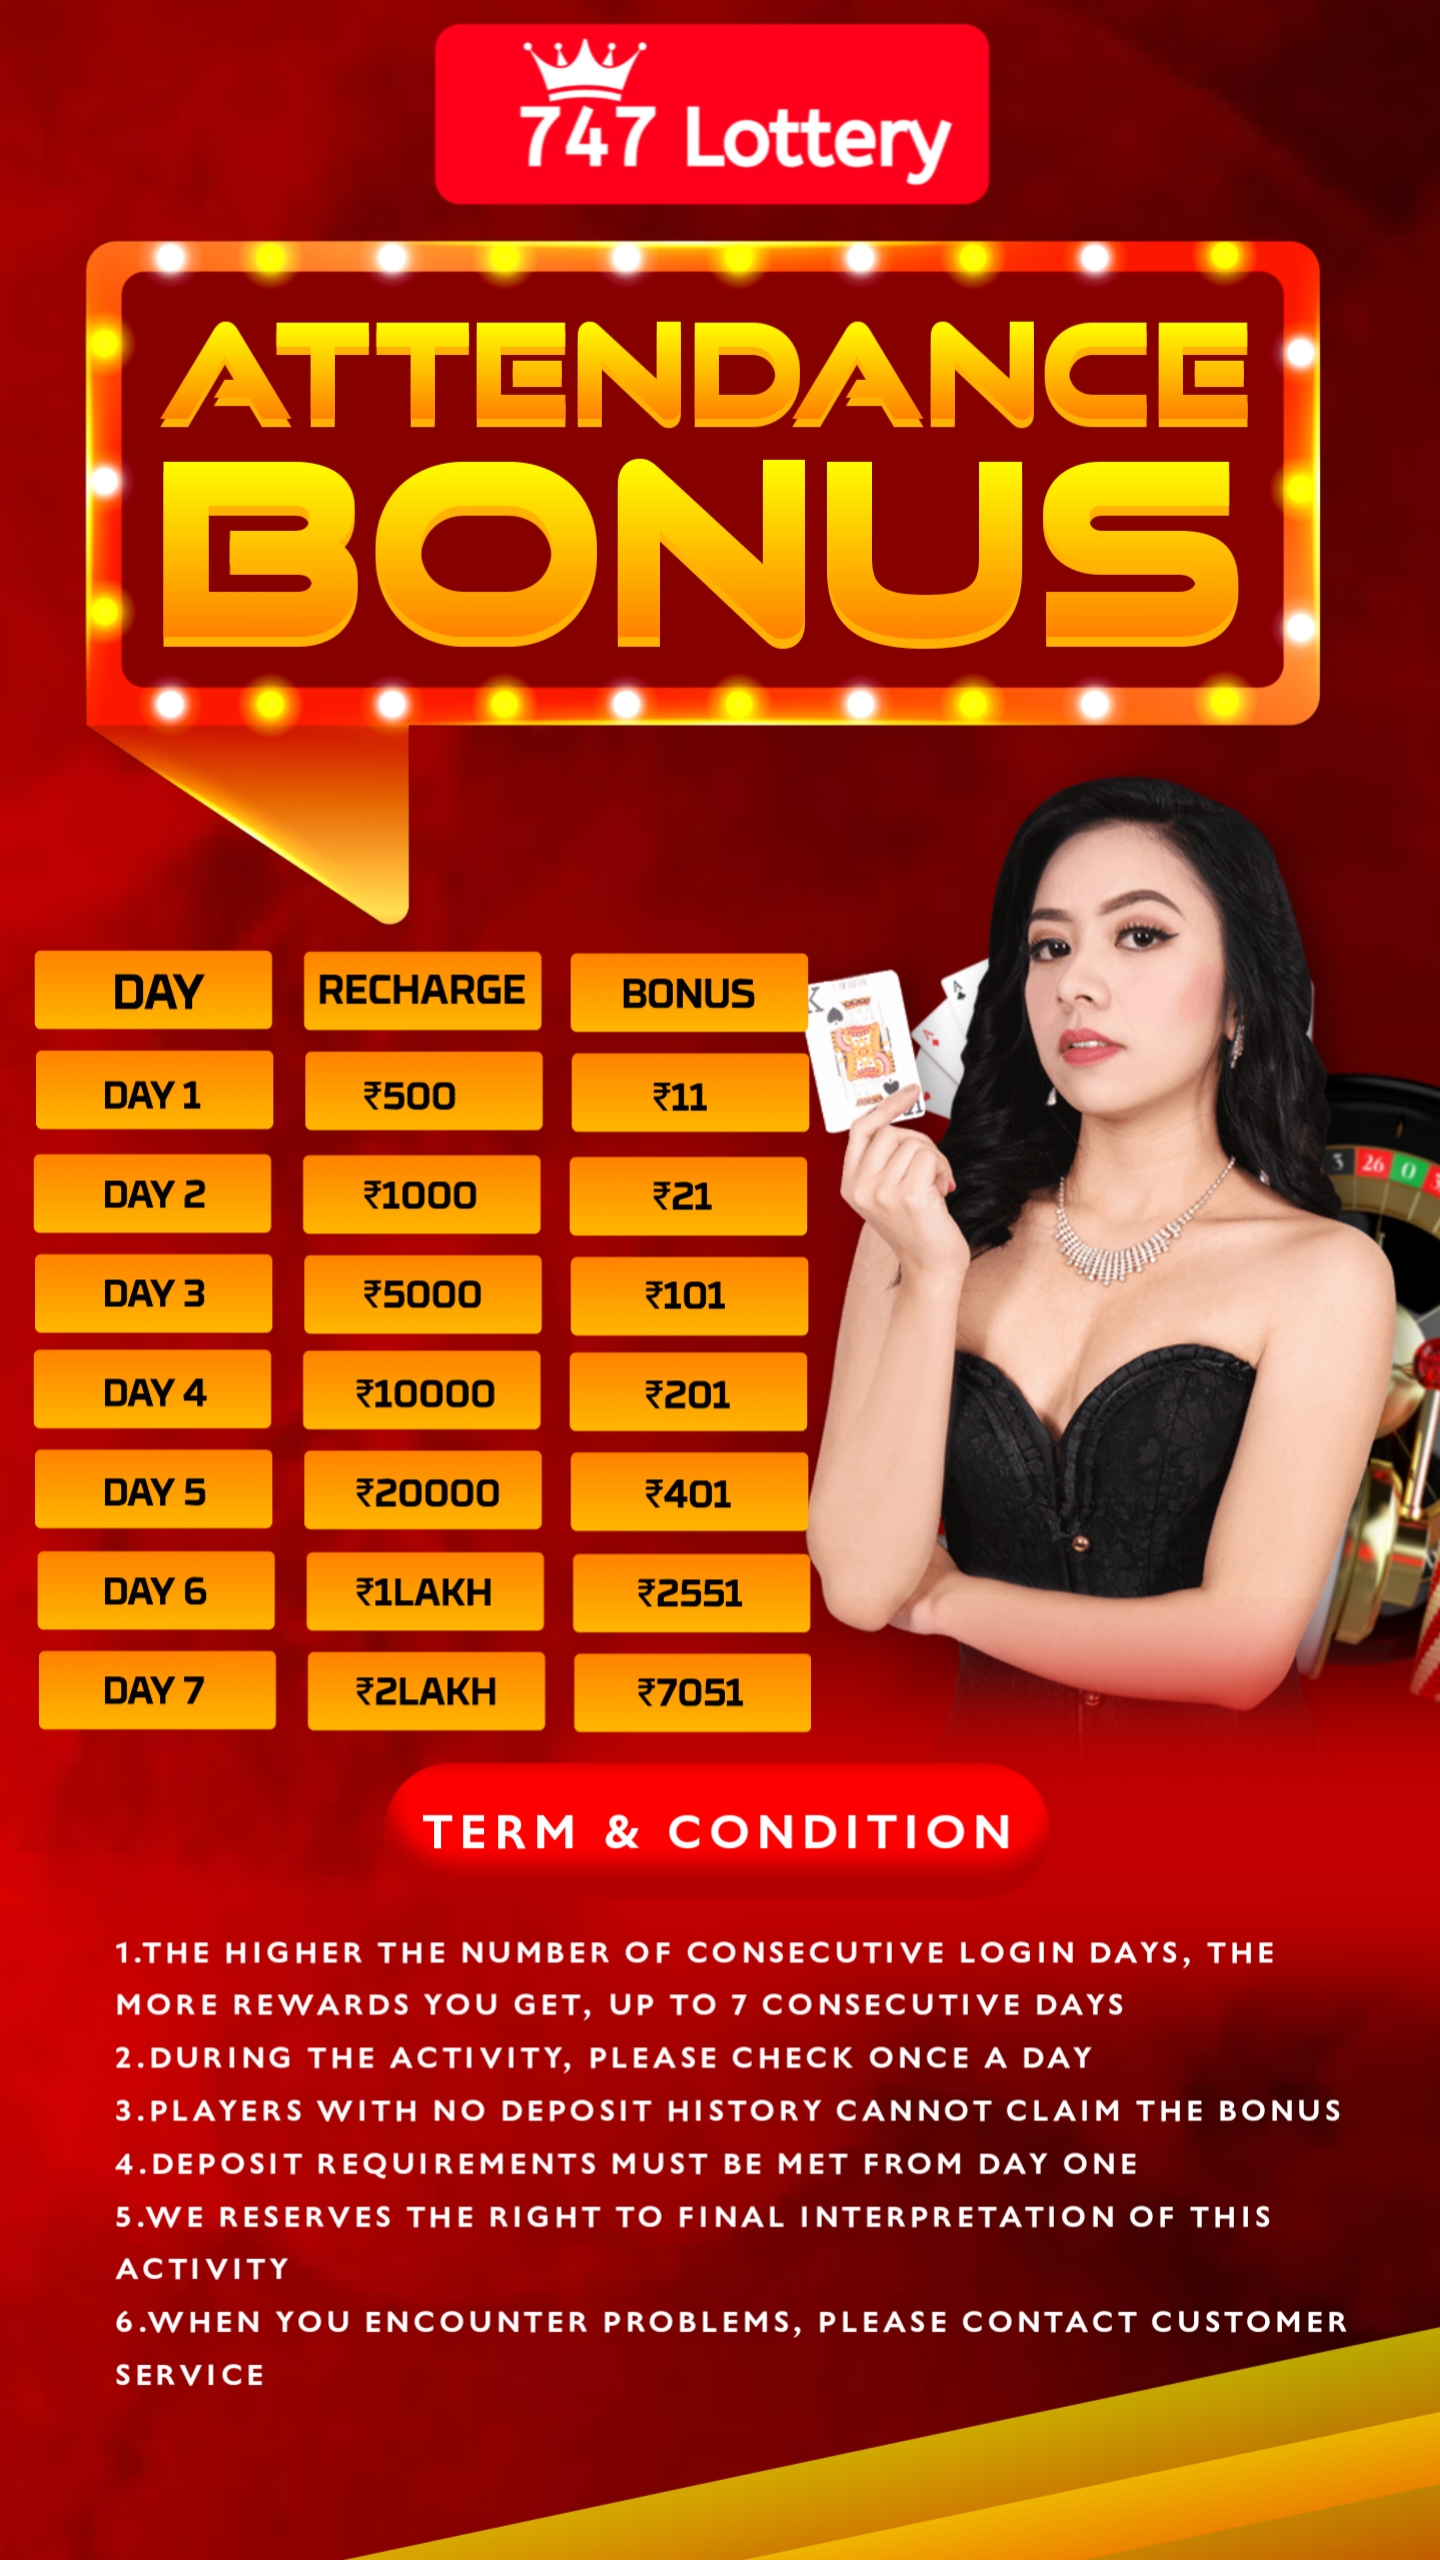 747 Lottery
ATTENDANCE
BONUS
DAY RECHARGE BONUS
DAY 1 ₹500 ₹11
DAY 2 ₹1000 ₹21
DAY 3 ₹5000 ₹101
DAY 4 ₹10000 ₹201
DAY 5 ₹20000 ₹401
DAY 6 ₹1LAKH ₹2551
DAY 7 ₹2LAKH ₹7051
K
A
A
K
3 26 0
TERM & CONDITION
1.THE HIGHER THE NUMBER OF CONSECUTIVE LOGIN DAYS, THE
MORE REWARDS YOU GET, UP TO 7 CONSECUTIVE DAYS
2.DURING THE ACTIVITY, PLEASE CHECK ONCE A DAY
3.PLAYERS WITH NO DEPOSIT HISTORY CANNOT CLAIM THE BONUS
4.DEPOSIT REQUIREMENTS MUST BE MET FROM DAY ONE
5.WE RESERVES THE RIGHT TO FINAL INTERPRETATION OF THIS
ACTIVITY
6.WHEN YOU ENCOUNTER PROBLEMS, PLEASE CONTACT CUSTOMER
SERVICE